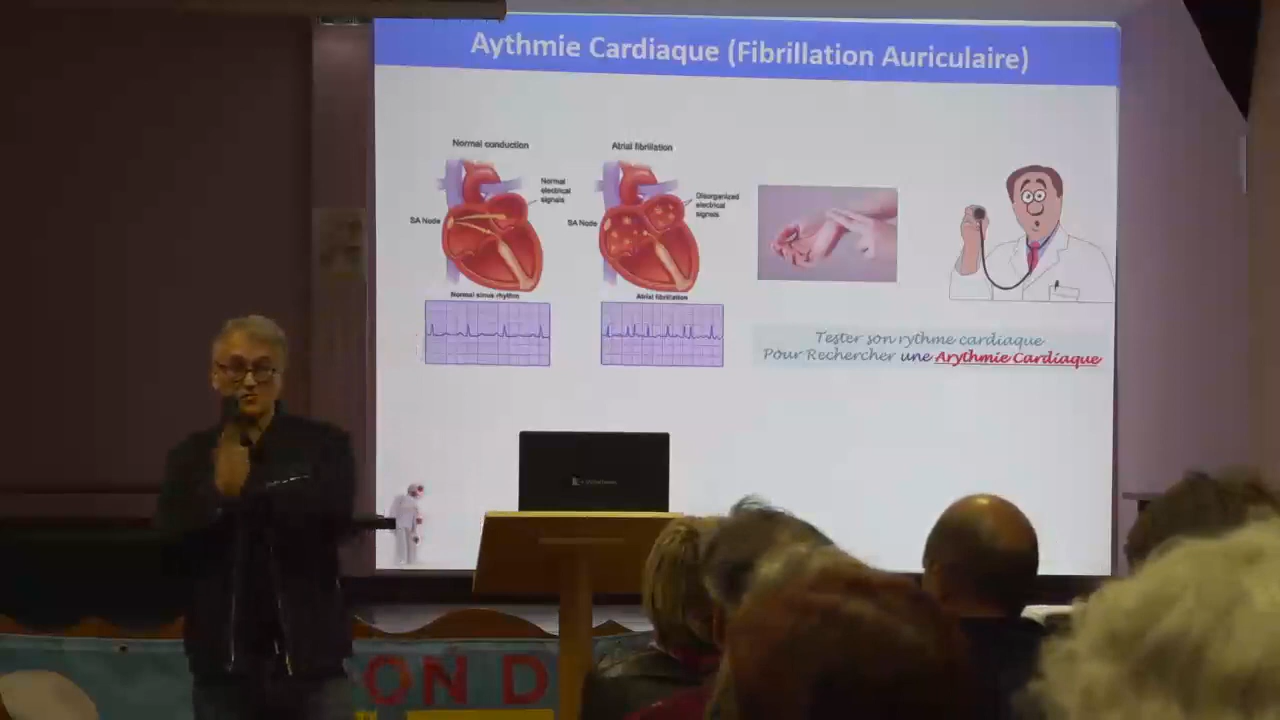 Aythmie Cardiaque (Fibrillation Auriculaire)
Normal conduction
Normal
electrical
signals
SA Node
Normal sinus rhythm
Atrial fibrillation
Disorganized
electrical
signals
SA Node
Atrial fibrillation
Tester son rythme cardiaque
Pour Rechercher une Arythmie Cardiaque
ON D